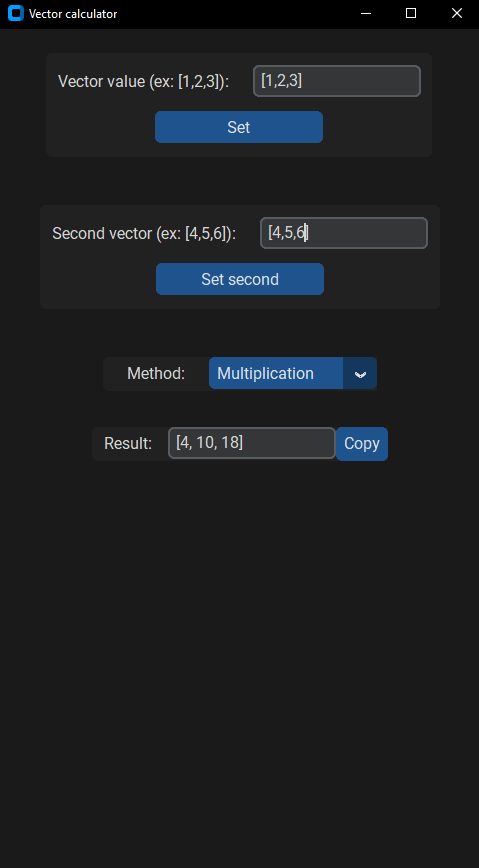 Vector calculator
Vector value (ex: [1,2,3]): [1,2,3]
Set
Second vector (ex: [4,5,6]): [4,5,6]
Set second
Method: Multiplication
Result: [4, 10, 18] Copy